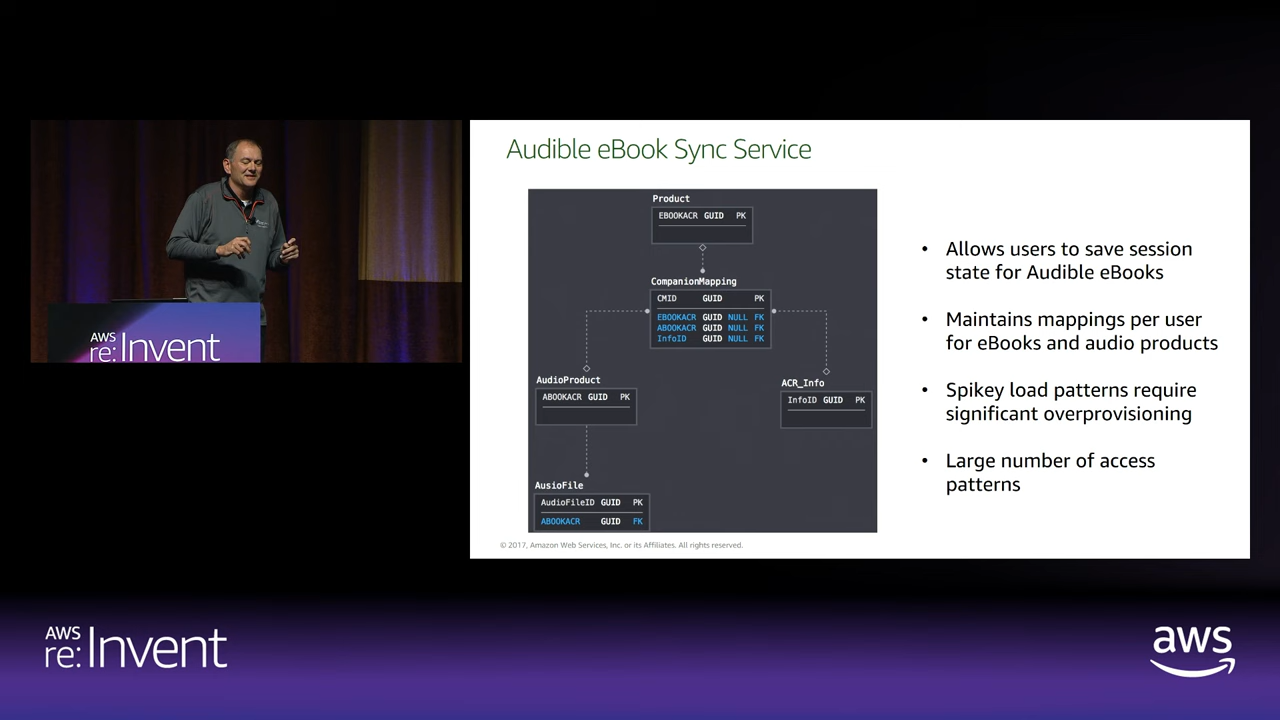 AWS
re:Invent
Audible eBook Sync Service
Product
EBOOKACR GUID PK
CompanionMapping
CMID GUID PK
EBOOKACR GUID NULL FK
ABOOKACR GUID NULL FK
InfoID GUID NULL FK
AudioProduct
ABOOKACR GUID PK
ACR_Info
InfoID GUID PK
AusioFile
AudioFileID GUID PK
ABOOKACR GUID FK
• Allows users to save session
state for Audible eBooks
• Maintains mappings per user
for eBooks and audio products
• Spikey load patterns require
significant overprovisioning
• Large number of access
patterns
© 2017, Amazon Web Services, Inc. or its Affiliates. All rights reserved.
AWS
re:Invent
aws